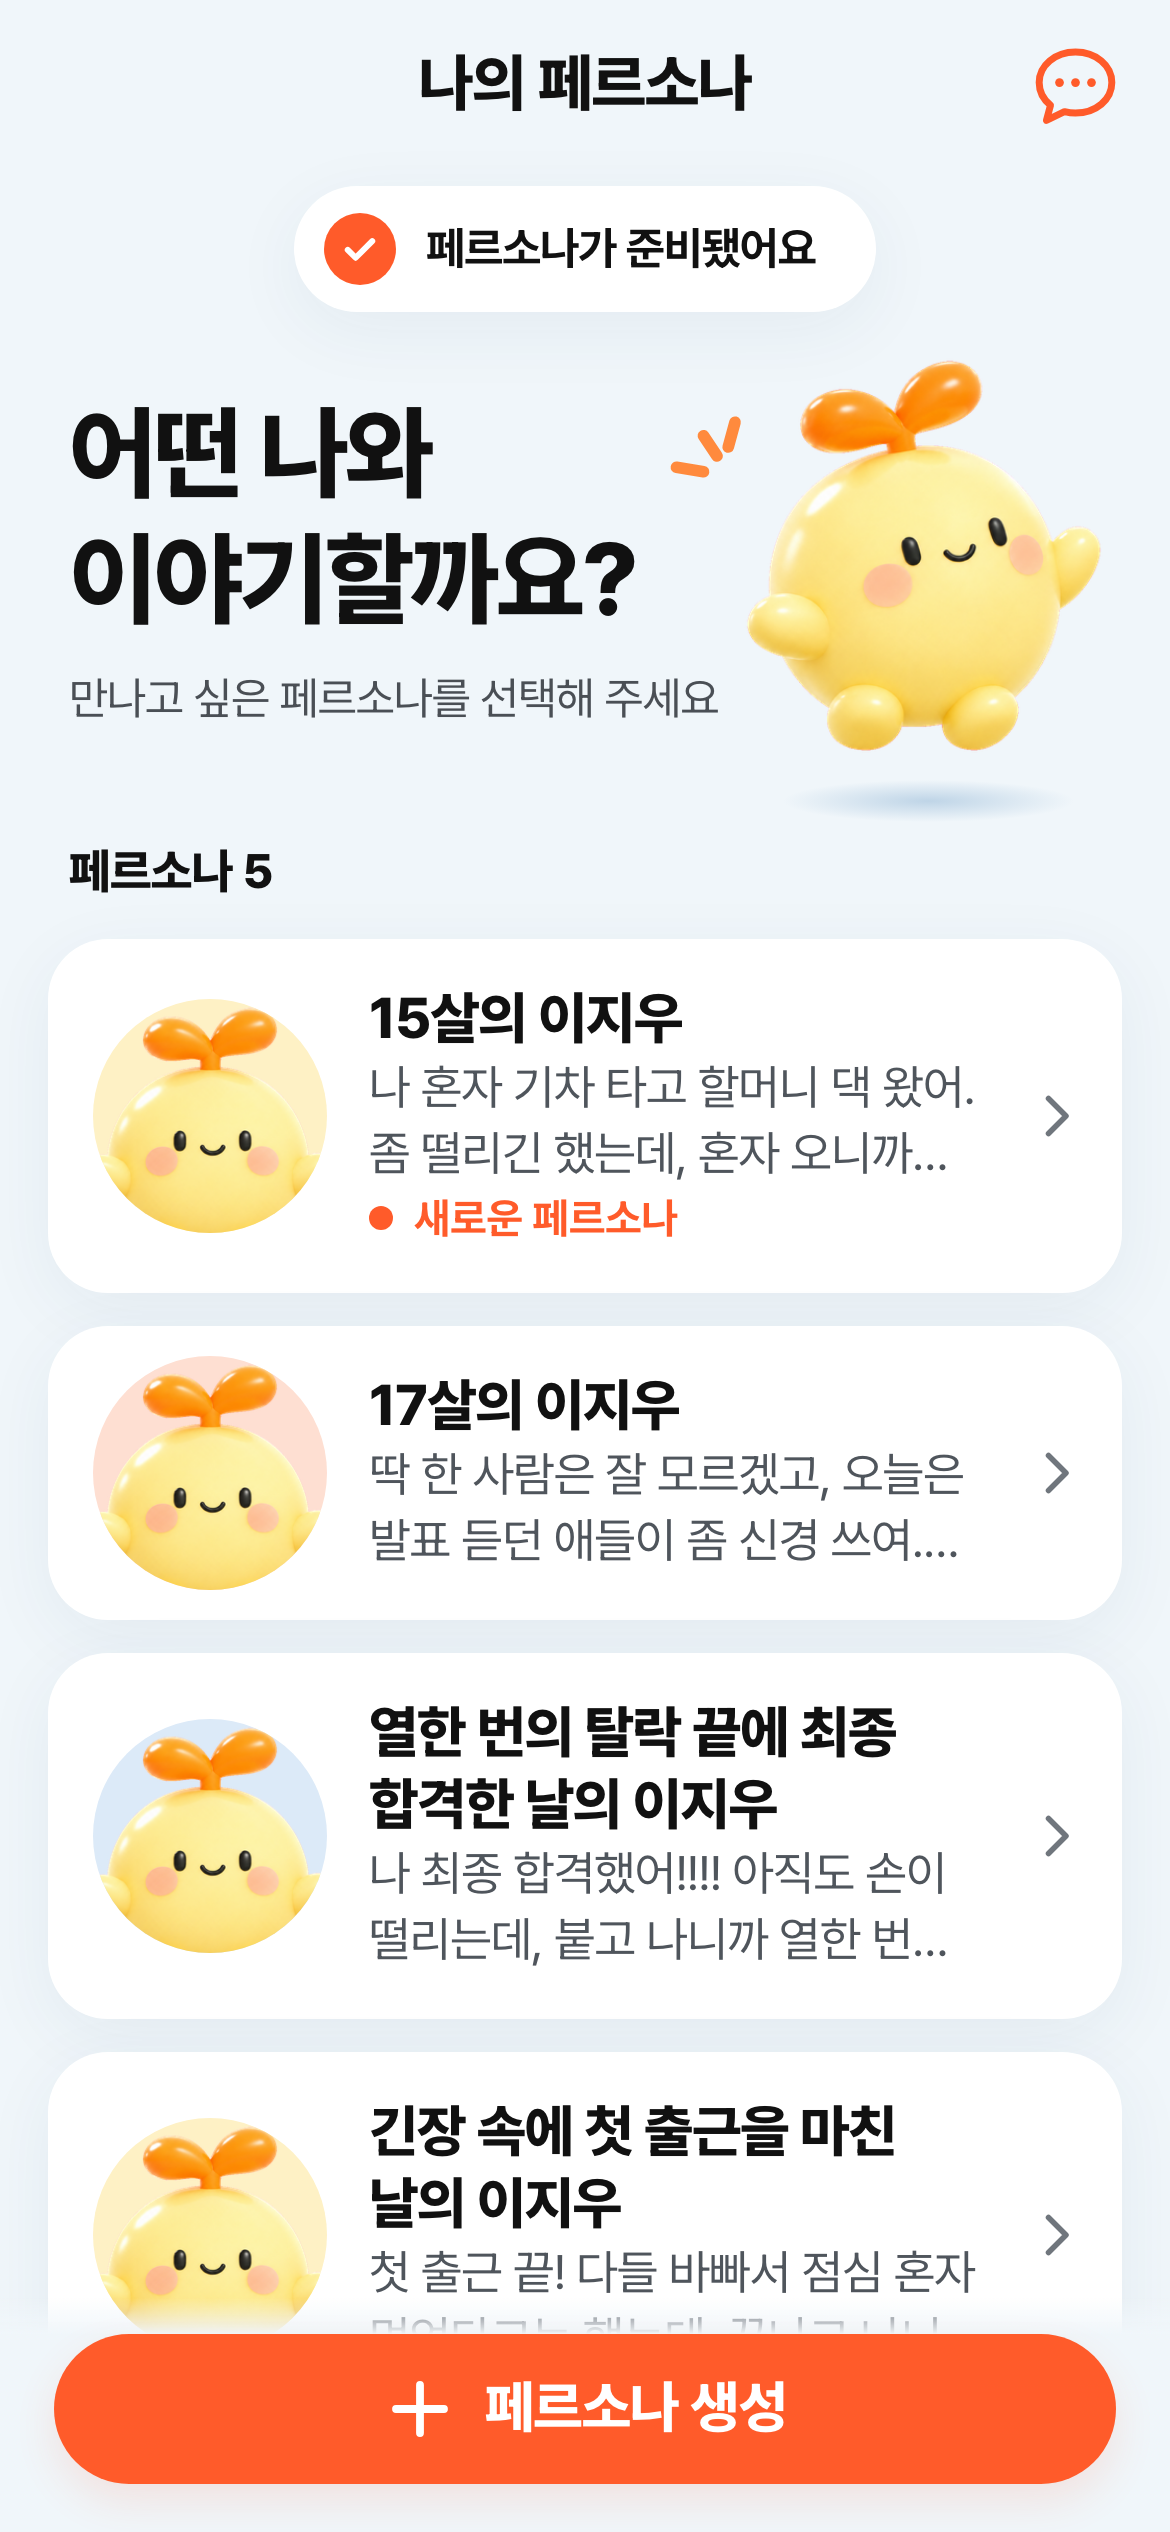 나의 페르소나
페르소나가 준비됐어요
어떤 나와
이야기할까요?
만나고 싶은 페르소나를 선택해 주세요
페르소나 5
15살의 이지우
나 혼자 기차 타고 할머니 댁 왔어.
좀 떨리긴 했는데, 혼자 오니까...
새로운 페르소나
17살의 이지우
딱 한 사람은 잘 모르겠고, 오늘은
발표 듣던 애들이 좀 신경 쓰여....
열한 번의 탈락 끝에 최종
합격한 날의 이지우
나 최종 합격했어!!!! 아직도 손이
떨리는데, 붙고 나니까 열한 번...
긴장 속에 첫 출근을 마친
날의 이지우
첫 출근 끝! 다들 바빠서 점심 혼자
페르소나 생성